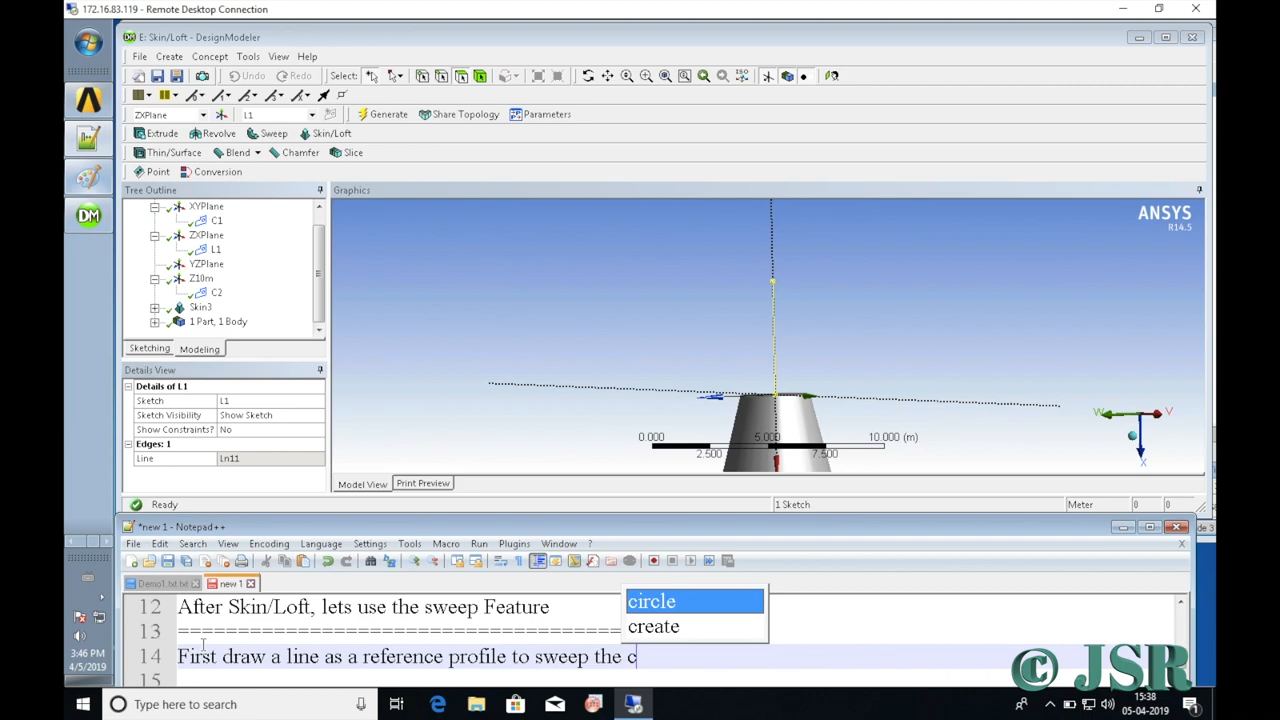 172.16.83.119 - Remote Desktop Connection
E: Skin/Loft - DesignModeler
File Create Concept Tools View Help
Undo Redo Select:
ZXPlane L1 Generate Share Topology Parameters
Extrude Revolve Sweep Skin/Loft
Thin/Surface Blend Chamfer Slice
Point Conversion
Tree Outline
XYPlane
C1
ZXPlane
L1
YZPlane
Z10m
C2
Skin3
1 Part, 1 Body
Sketching Modeling
Details View
Details of L1
Sketch L1
Sketch Visibility Show Sketch
Show Constraints? No
Edges: 1
Line Ln11
Graphics
ANSYS
R14.5
0.000 5.000 10.000 (m)
2.500 7.500
W V
X
Model View Print Preview
Ready 1 Sketch Meter 0 0
*new 1 - Notepad++
File Edit Search View Encoding Language Settings Tools Macro Run Plugins Window ? X
Demo1.txt.txt new 1
12 After Skin/Loft, lets use the sweep Feature
13 =====================================
14 First draw a line as a reference profile to sweep the c
15
circle
create
3:46 PM
4/5/2019
© JSR
Type here to search
15:38
05-04-2019